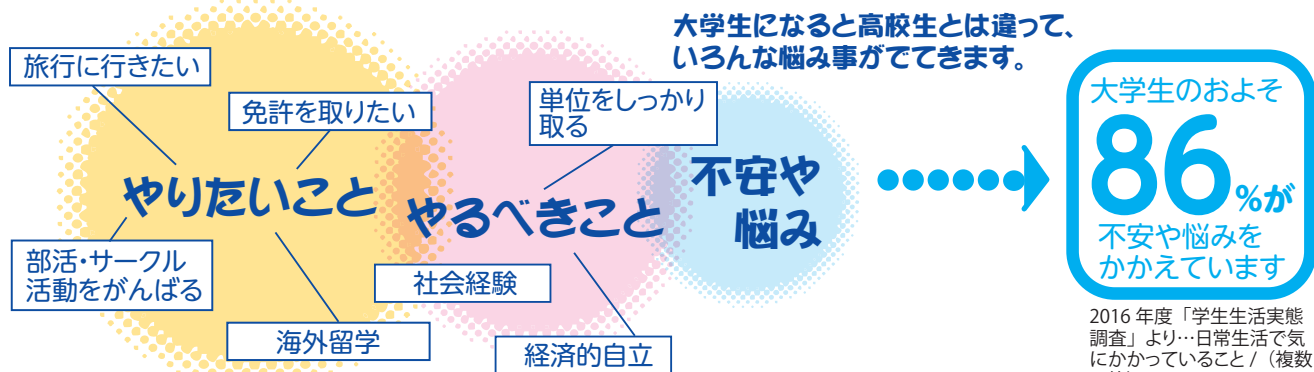 大学生になると高校生とは違って、
いろんな悩み事がでてきます。
旅行に行きたい
免許を取りたい
やりたいこと
部活・サークル
活動をがんばる
海外留学
単位をしっかり
取る
やるべきこと
社会経験
経済的自立
不安や
悩み
大学生のおよそ
86%が
不安や悩みを
かかえています
2016 年度「学生生活実態
調査」より…日常生活で気
にかかっていること /（複数